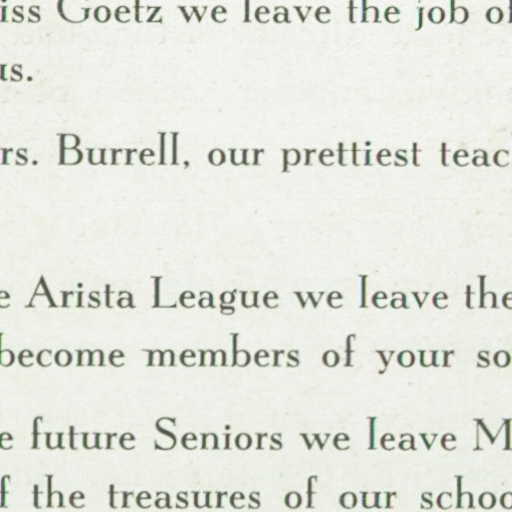 iss Goetz we leave the job of
us.
rs. Burrell, our prettiest teac
e Arista League we leave the
become members of your so
e future Seniors we leave M
f the treasures of our schoo